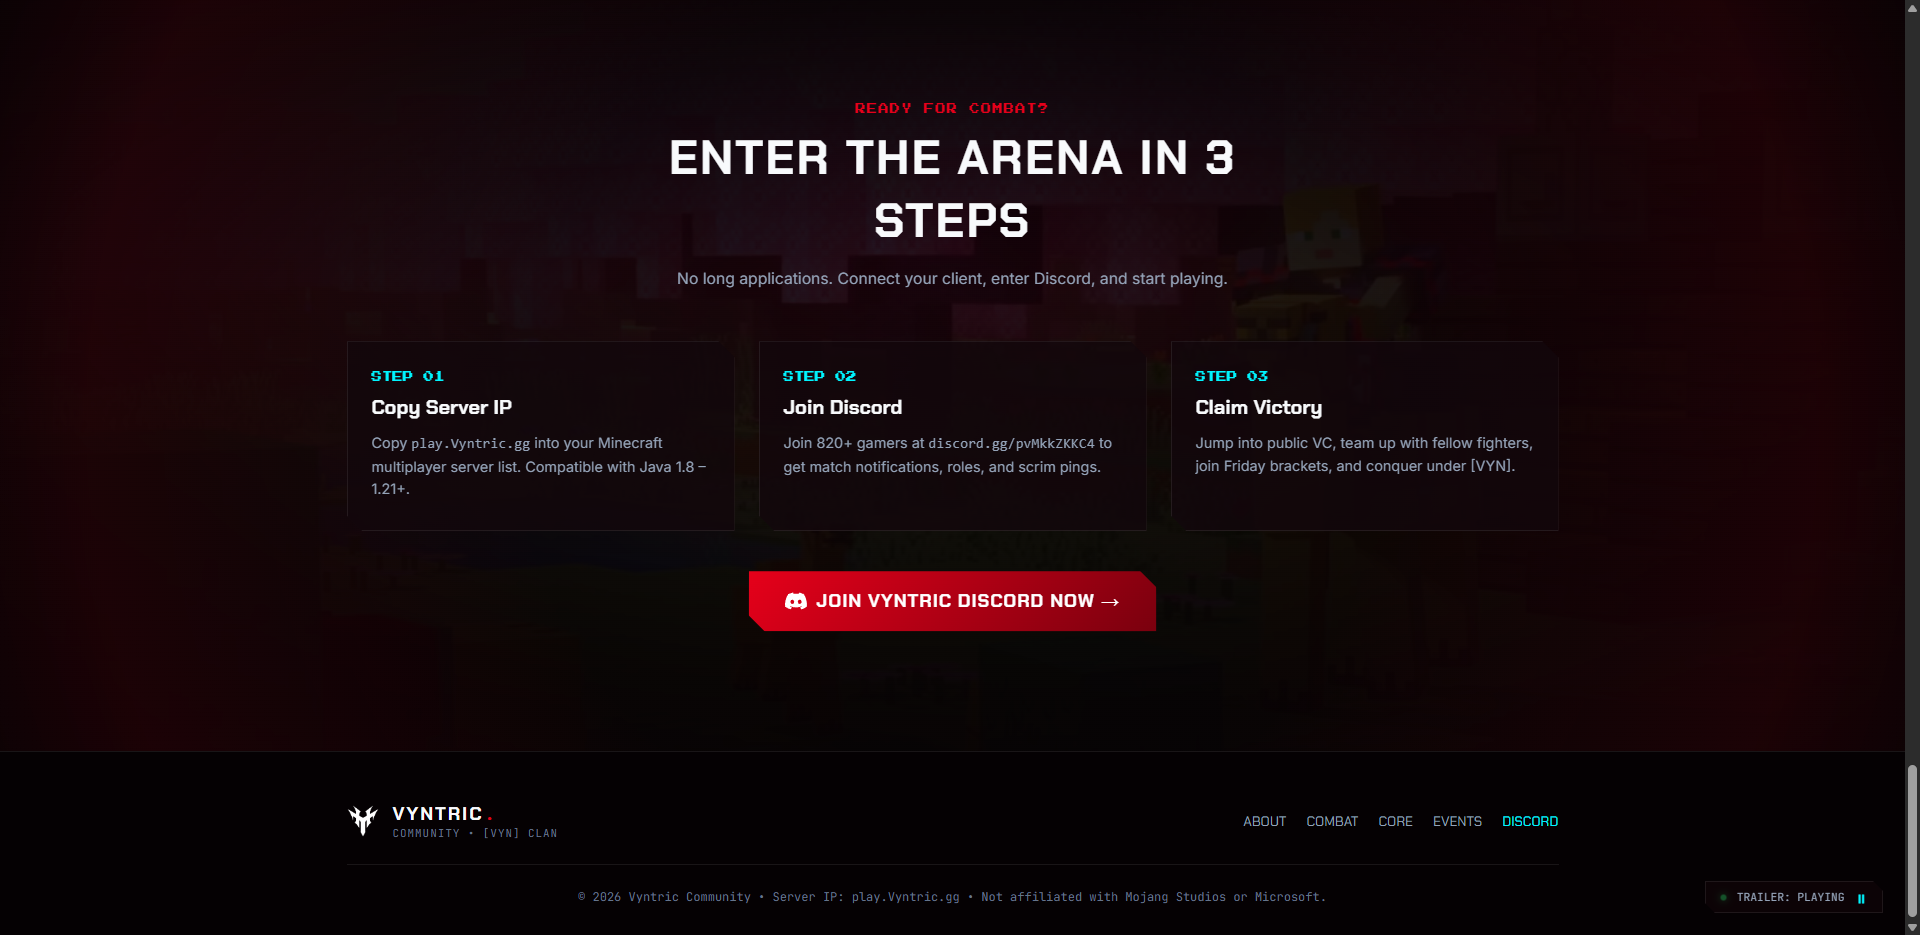 READY FOR COMBAT?
ENTER THE ARENA IN 3
STEPS
No long applications. Connect your client, enter Discord, and start playing.
STEP 01
Copy Server IP
Copy play.Vyntric.gg into your Minecraft
multiplayer server list. Compatible with Java 1.8 –
1.21+.
STEP 02
Join Discord
Join 820+ gamers at discord.gg/pvMkkZKKC4 to
get match notifications, roles, and scrim pings.
STEP 03
Claim Victory
Jump into public VC, team up with fellow fighters,
join Friday brackets, and conquer under [VYN].
JOIN VYNTRIC DISCORD NOW →
VYNTRIC.
COMMUNITY • [VYN] CLAN
ABOUT COMBAT CORE EVENTS DISCORD
© 2026 Vyntric Community • Server IP: play.Vyntric.gg • Not affiliated with Mojang Studios or Microsoft.
TRAILER: PLAYING